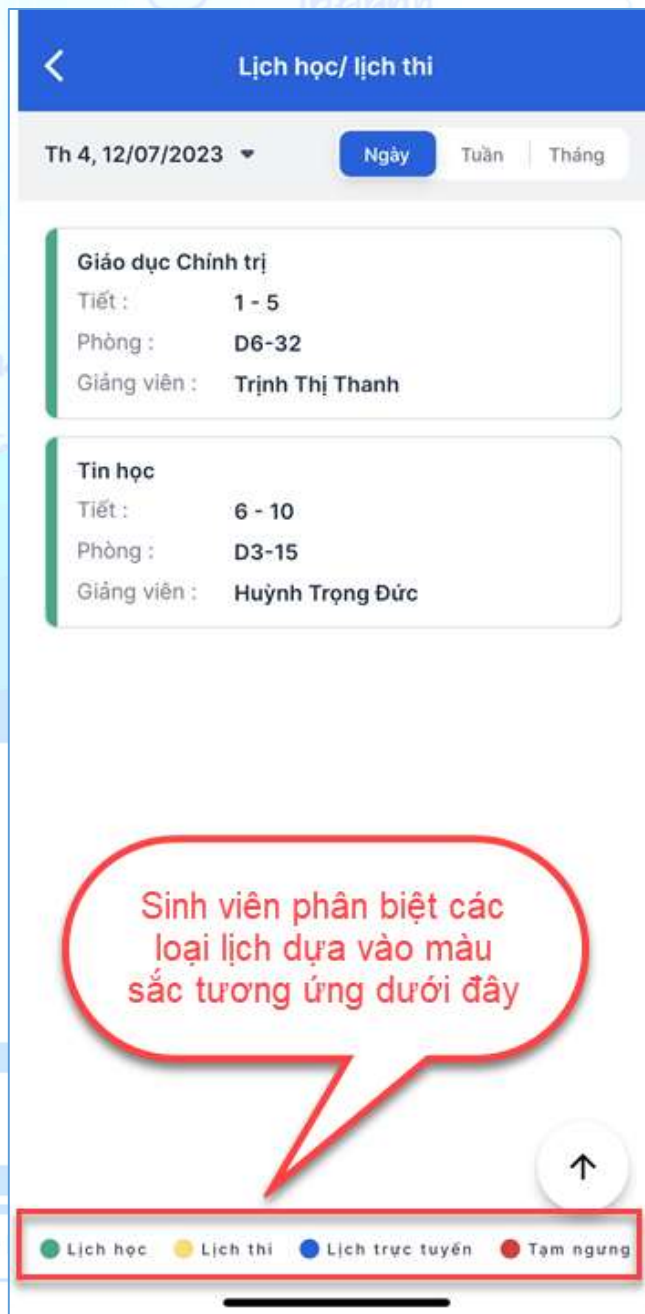 Lịch học/ lịch thi
Th 4, 12/07/2023 Ngày Tuần Tháng
Giáo dục Chính trị
Tiết : 1 - 5
Phòng : D6-32
Giảng viên : Trịnh Thị Thanh
Tin học
Tiết : 6 - 10
Phòng : D3-15
Giảng viên : Huỳnh Trọng Đức
Sinh viên phân biệt các
loại lịch dựa vào màu
sắc tương ứng dưới đây
Lịch học Lịch thi Lịch trực tuyến Tạm ngưng